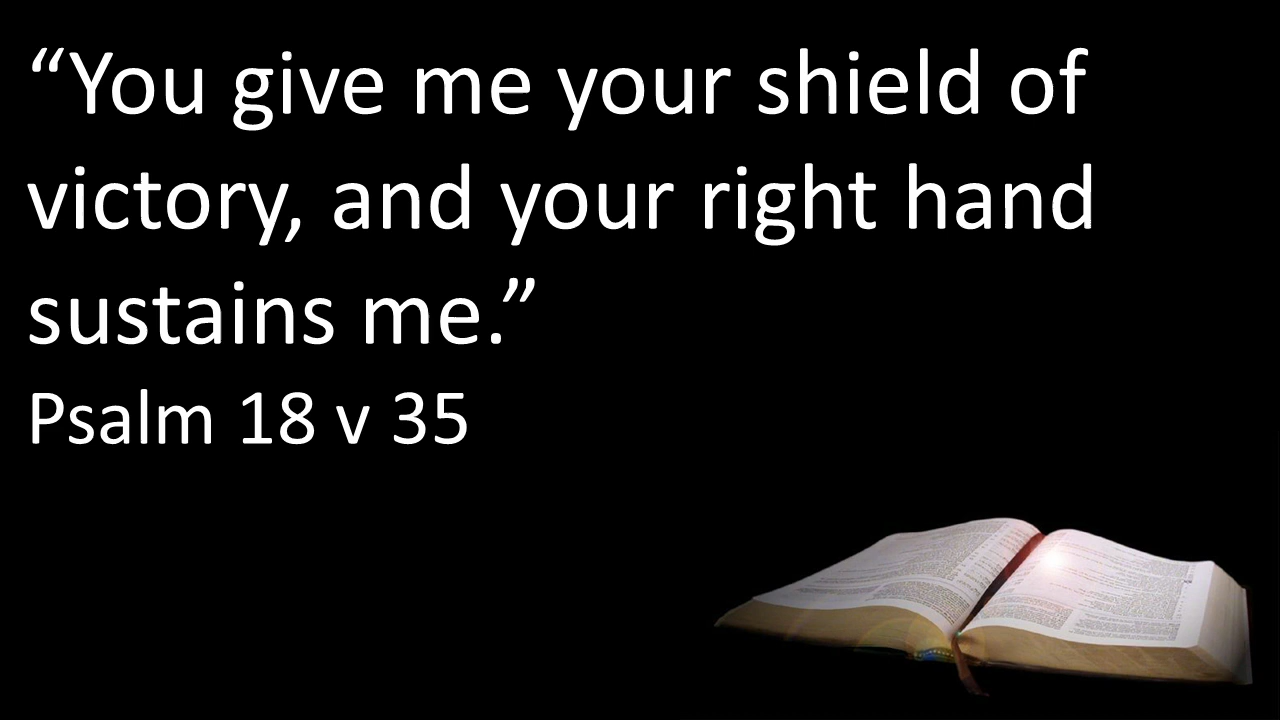 “You give me your shield of
victory, and your right hand
sustains me.”
Psalm 18 v 35